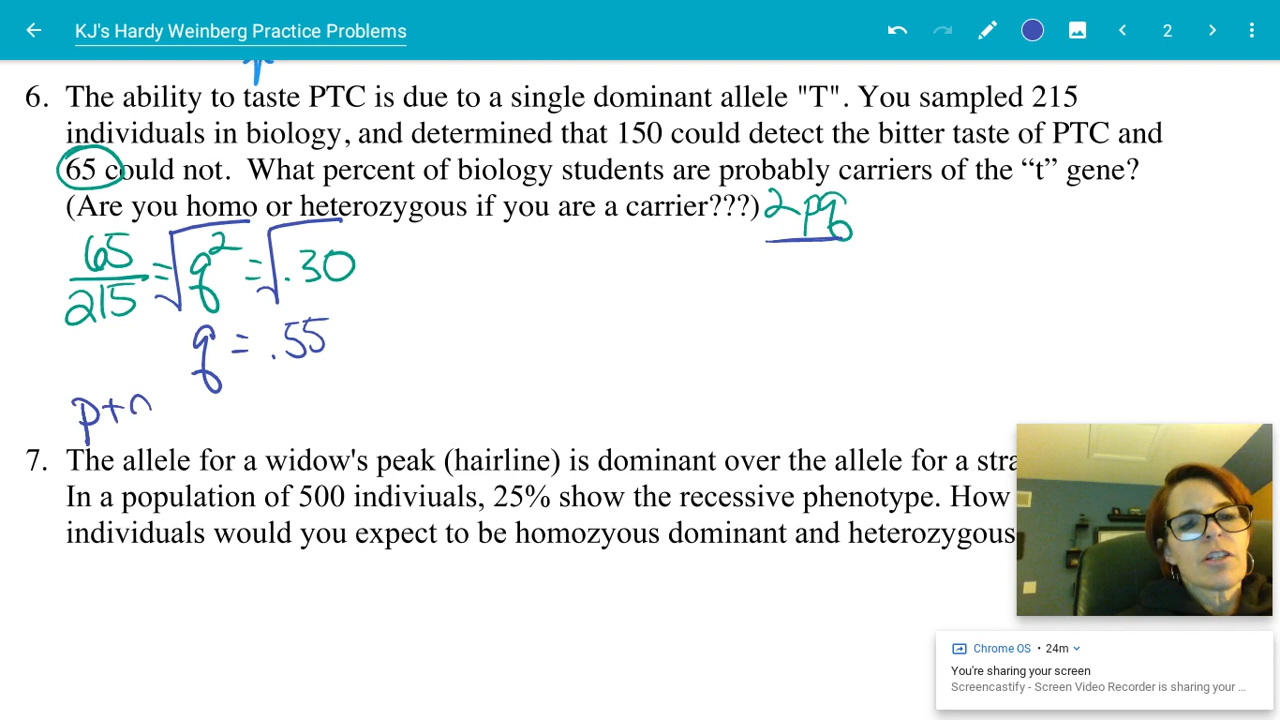 KJ's Hardy Weinberg Practice Problems
2
6. The ability to taste PTC is due to a single dominant allele "T". You sampled 215
individuals in biology, and determined that 150 could detect the bitter taste of PTC and
65 could not. What percent of biology students are probably carriers of the “t” gene?
(Are you homo or heterozygous if you are a carrier???) 2pq
65/215 = √q² = √.30
q = .55
p+
7. The allele for a widow's peak (hairline) is dominant over the allele for a
In a population of 500 indiviuals, 25% show the recessive phenotype. How
individuals would you expect to be homozyous dominant and heterozygous
Chrome OS • 24m
You're sharing your screen
Screencastify - Screen Video Recorder is sharing your ...